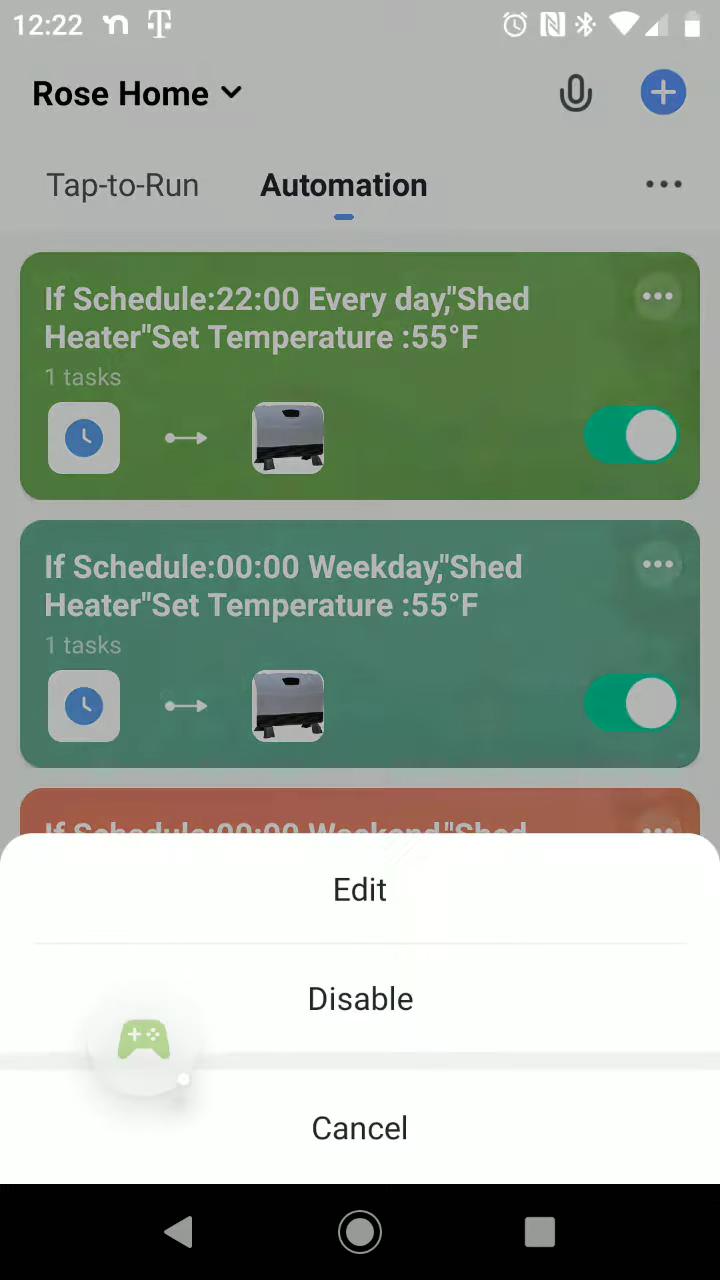 12:22
Rose Home
Tap-to-Run
Automation
If Schedule:22:00 Every day,"Shed
Heater"Set Temperature :55°F
1 tasks
If Schedule:00:00 Weekday,"Shed
Heater"Set Temperature :55°F
1 tasks
If Schedule:00:00 Weekend,"Shed
Edit
Disable
Cancel